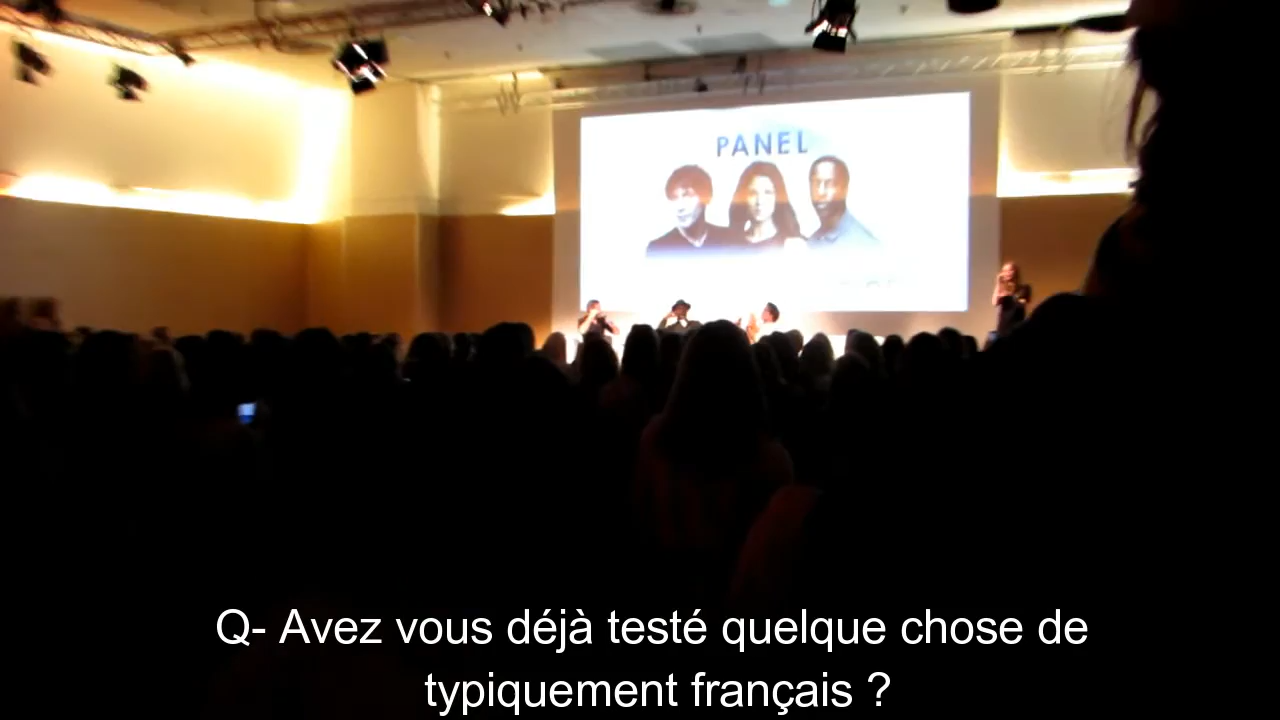 PANEL
Q- Avez vous déjà testé quelque chose de
typiquement français ?